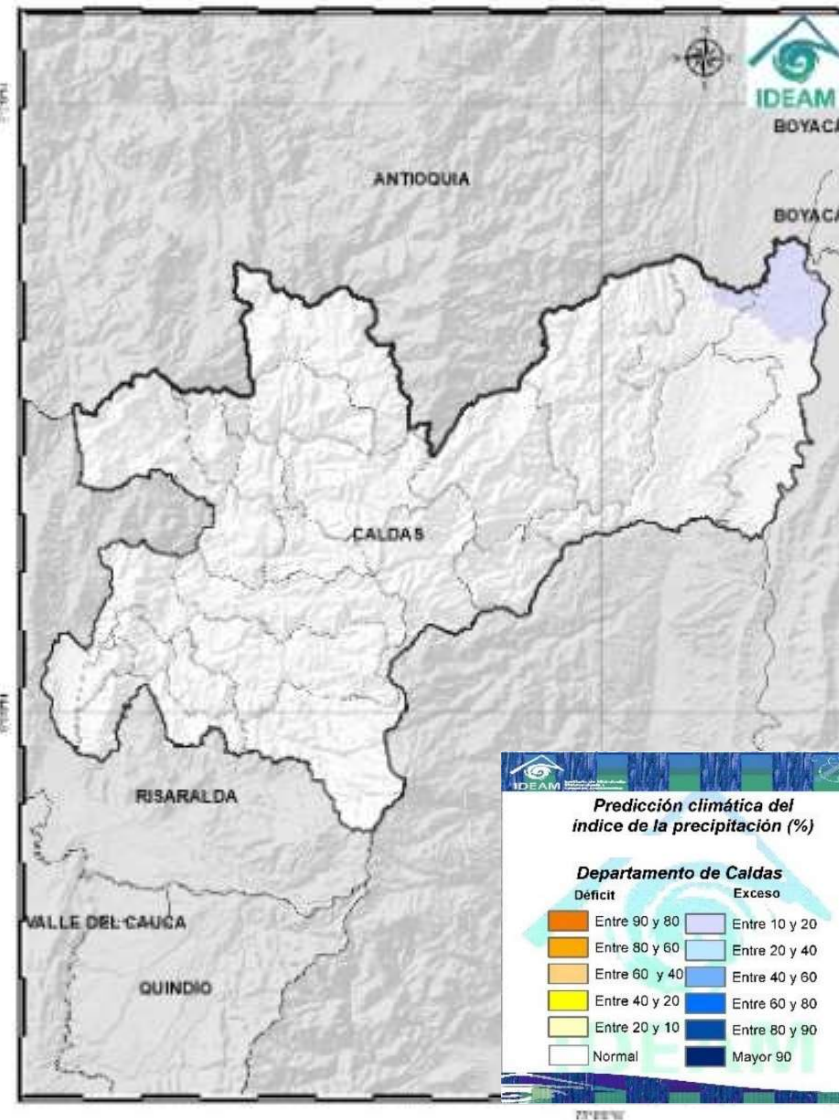 IDEAM
BOYACÁ
ANTIOQUIA
BOYACÁ
CALDAS
RISARALDA
VALLE DEL CAUCA
QUINDIO
IDEAM
Predicción climática del
índice de la precipitación (%)
Departamento de Caldas
Déficit
Exceso
Entre 90 y 80
Entre 10 y 20
Entre 80 y 60
Entre 20 y 40
Entre 60 y 40
Entre 40 y 60
Entre 40 y 20
Entre 60 y 80
Entre 20 y 10
Entre 80 y 90
Normal
Mayor 90
IDEAM